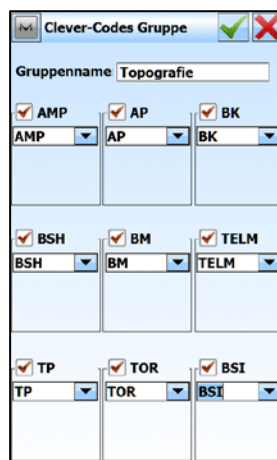 Clever-Codes Gruppe
Gruppenname Topografie
AMP AP BK
AMP AP BK
BSH BM TELM
BSH BM TELM
TP TOR BSI
TP TOR BSI